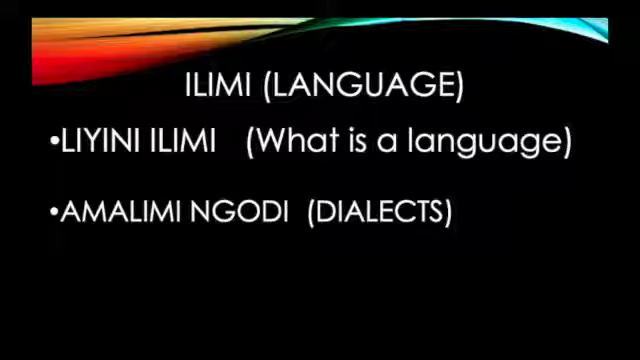 ILIMI (LANGUAGE)
•LIYINI ILIMI (What is a language)
•AMALIMI NGODI (DIALECTS)